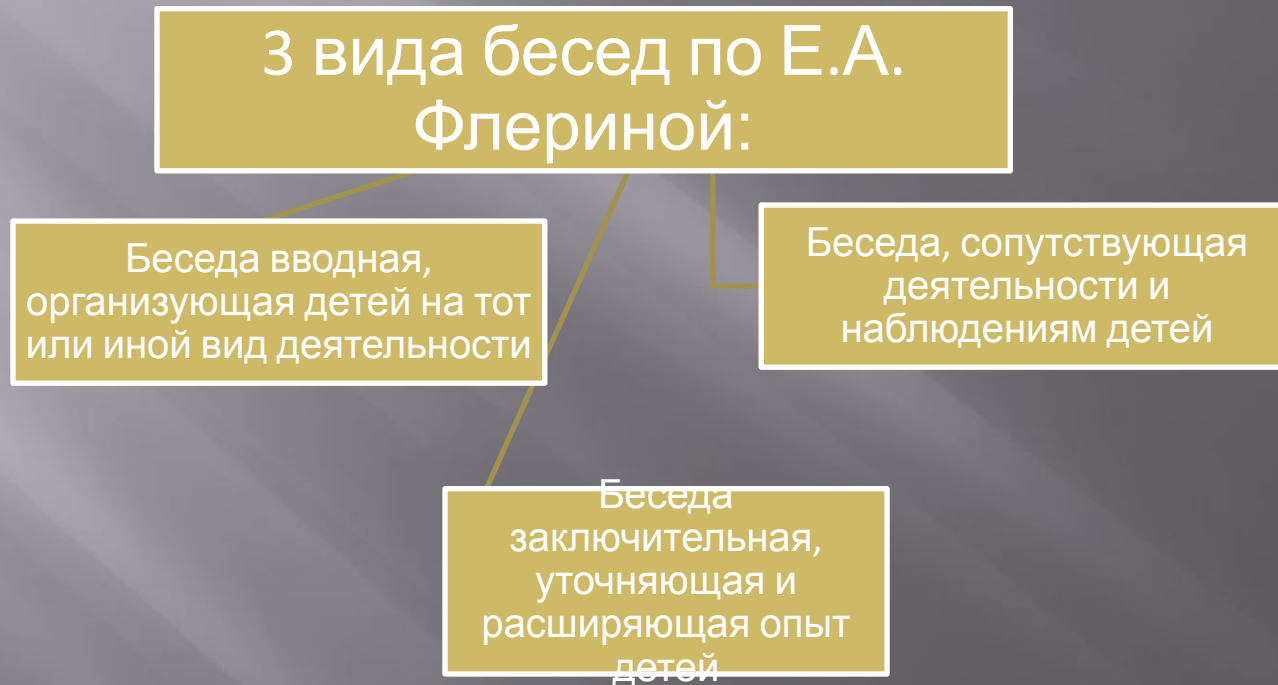 3 вида бесед по Е.А.
Флериной:
Беседа вводная,
организующая детей на тот
или иной вид деятельности
Беседа, сопутствующая
деятельности и
наблюдениям детей
Беседа
заключительная,
уточняющая и
расширяющая опыт
детей